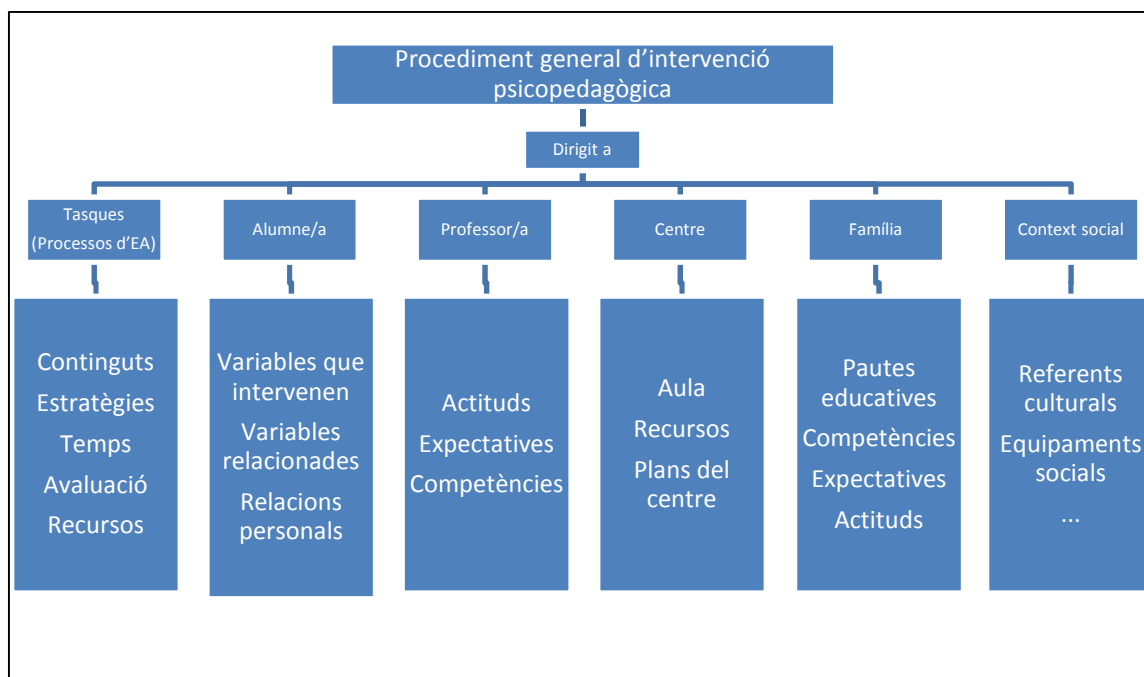 Procediment general d’intervenció
psicopedagògica
Dirigit a
Tasques
(Processos d’EA)
Alumne/a
Professor/a
Centre
Família
Context social
Continguts
Estratègies
Temps
Avaluació
Recursos
Variables que
intervenen
Variables
relacionades
Relacions
personals
Actituds
Expectatives
Competències
Aula
Recursos
Plans del
centre
Pautes
educatives
Competències
Expectatives
Actituds
Referents
culturals
Equipaments
socials
...